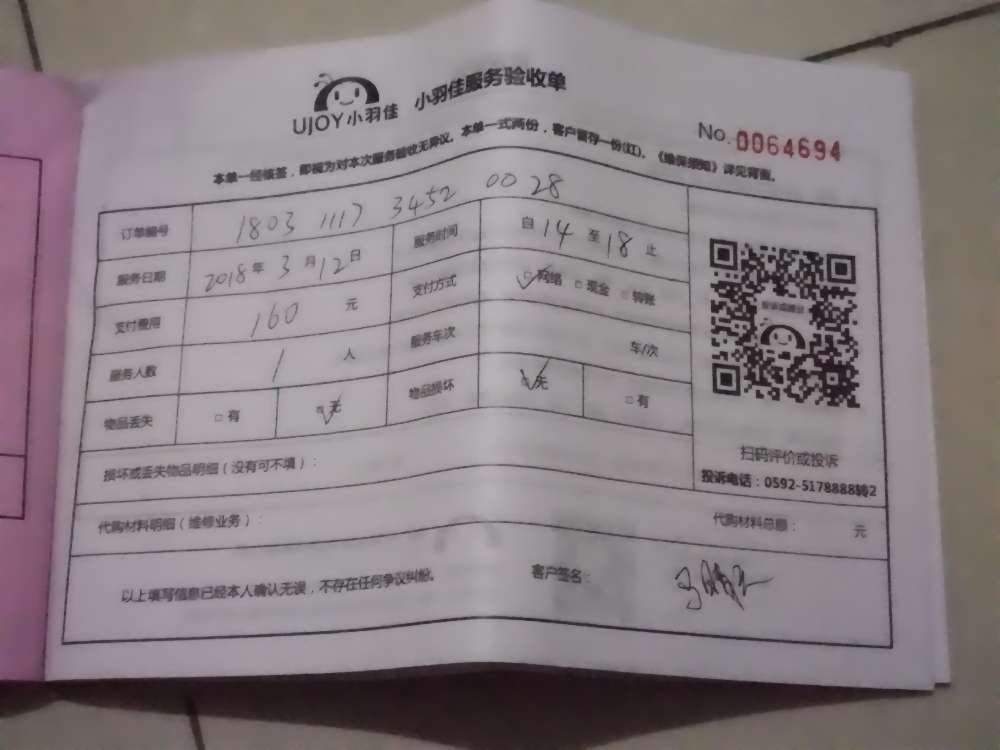 UJOY小羽佳 小羽佳服务验收单
No.0064694
本单一经核签，即视为对本次服务验收无异议。本单一式两份，客户留存一份(红)。《维保须知》详见背面。
订单编号 1803 1117 3452 0028
服务日期 2018年3月12日 服务时间 自14至18止
支付费用 160元 支付方式 网络 现金 转账
服务人数 1人 服务车次 车/次
物品丢失 有 无 物品损坏 无 有
扫码评价或投诉
投诉电话：0592-5178888转2
损坏或丢失物品明细（没有可不填）：
代购材料明细（维修业务）： 代购材料总额： 元
以上填写信息已经本人确认无误，不存在任何争议纠纷。 客户签名：